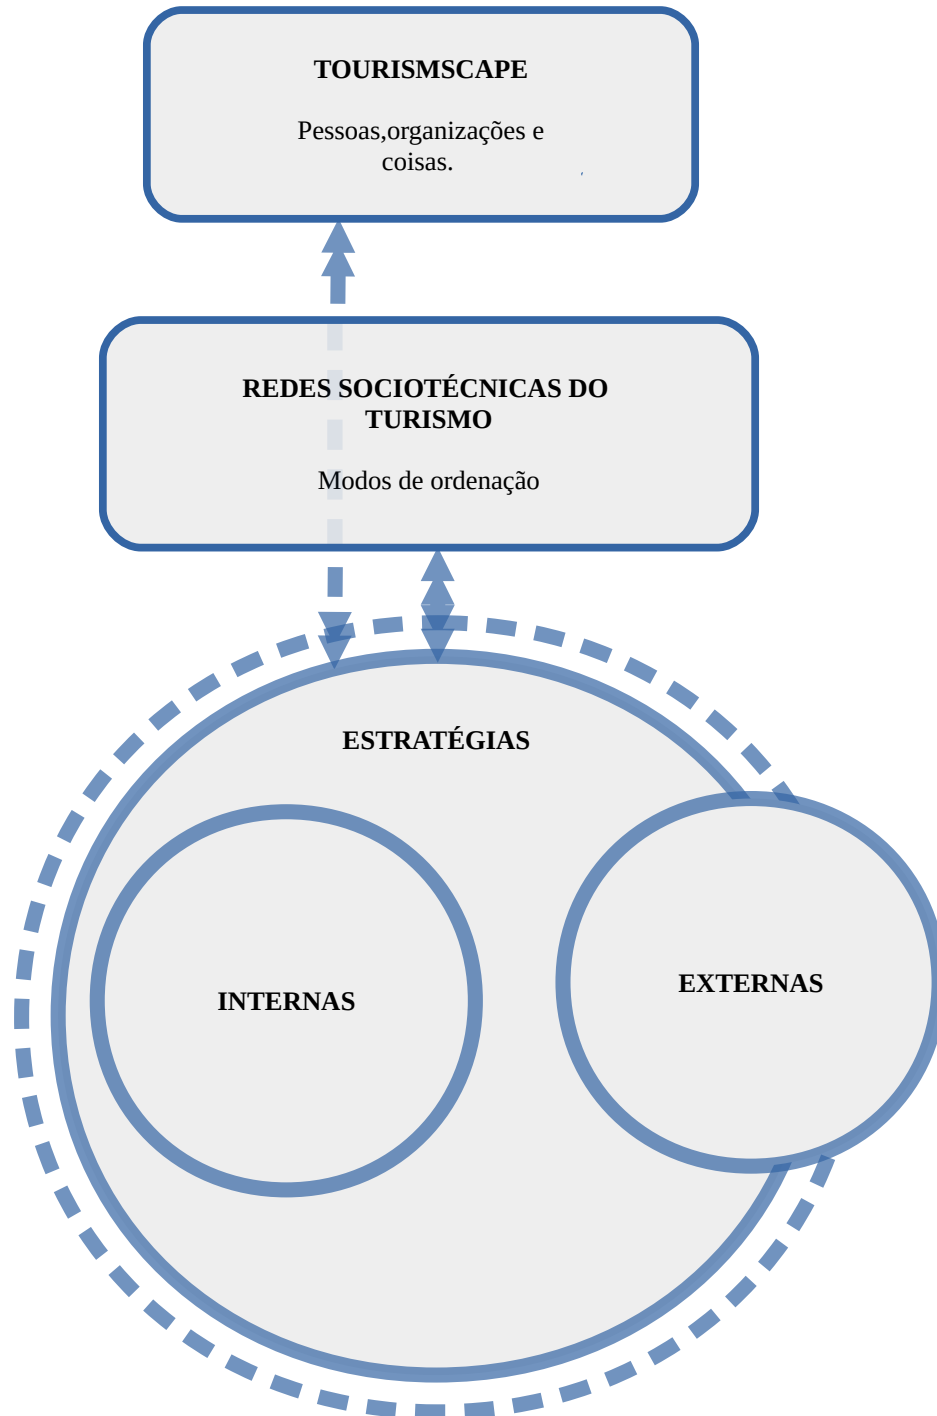 TOURISMSCAPE
Pessoas,organizações e
coisas.
REDES SOCIOTÉCNICAS DO
TURISMO
Modos de ordenação
ESTRATÉGIAS
INTERNAS
EXTERNAS